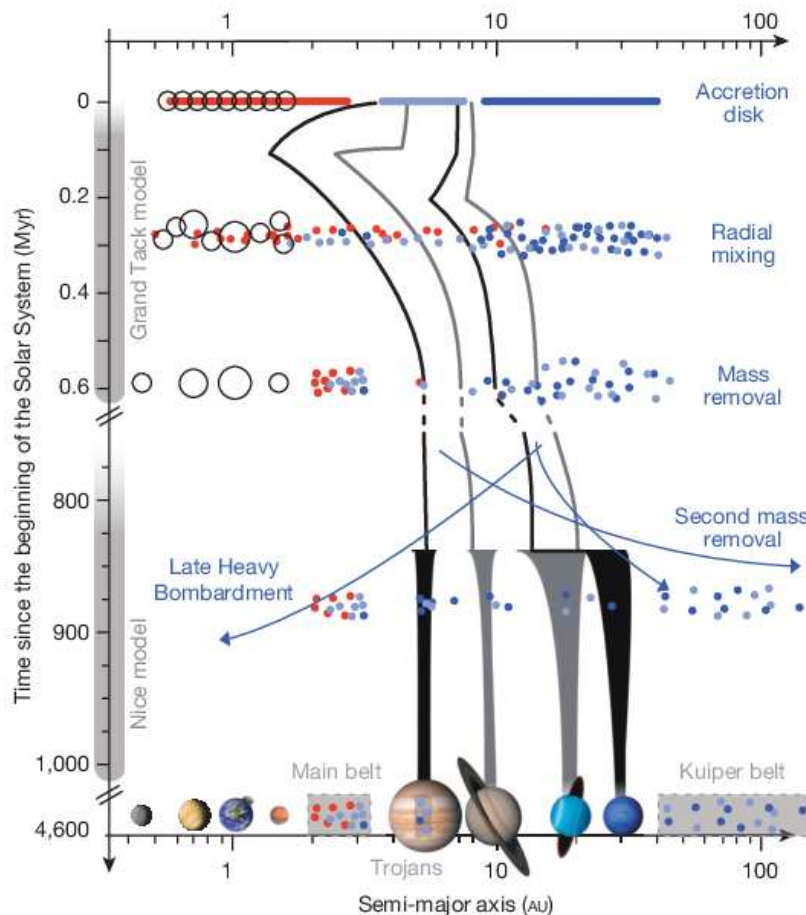 1
10
100
0
Accretion
disk
0.2
Radial
mixing
0.4
Mass
removal
0.6
Grand Tack model
Time since the beginning of the Solar System (Myr)
800
Second mass
removal
Late Heavy
Bombardment
900
Nice model
1,000
Main belt
Kuiper belt
4,600
Trojans
1
10
100
Semi-major axis (AU)